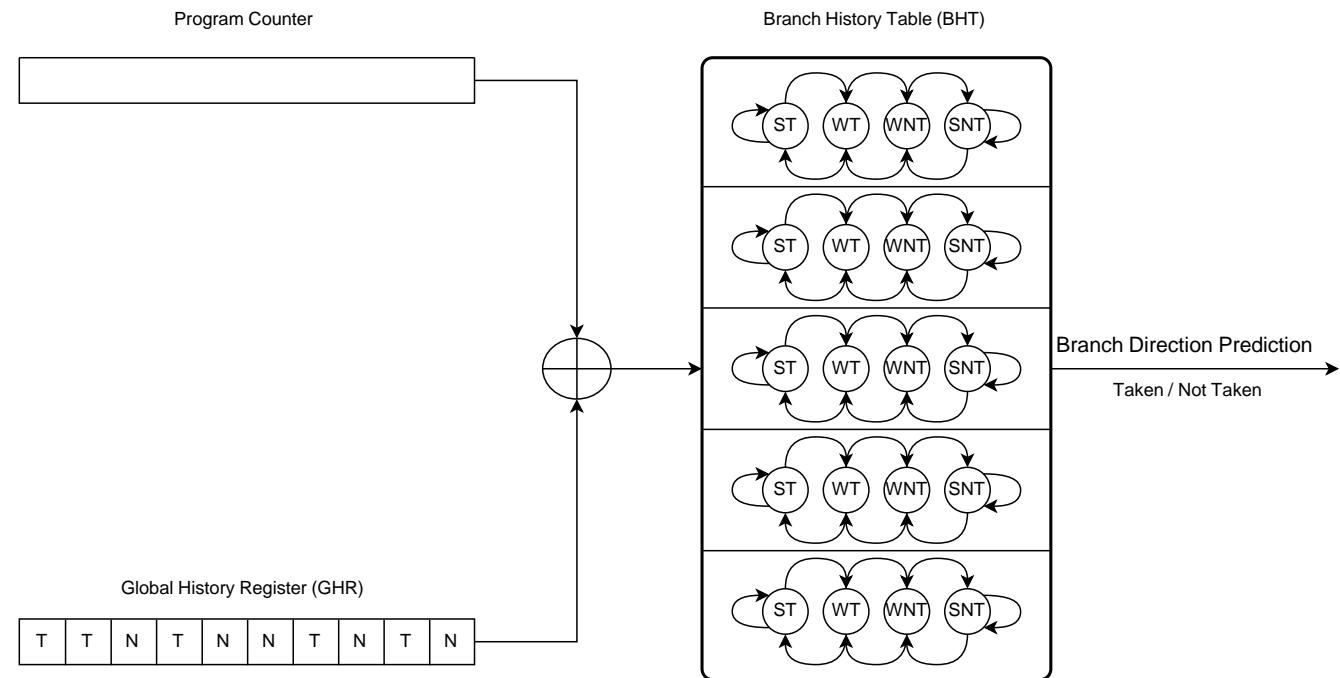 Program Counter
Branch History Table (BHT)
ST WT WNT SNT
ST WT WNT SNT
ST WT WNT SNT
Branch Direction Prediction
Taken / Not Taken
ST WT WNT SNT
ST WT WNT SNT
Global History Register (GHR)
T T N T N N T N T N